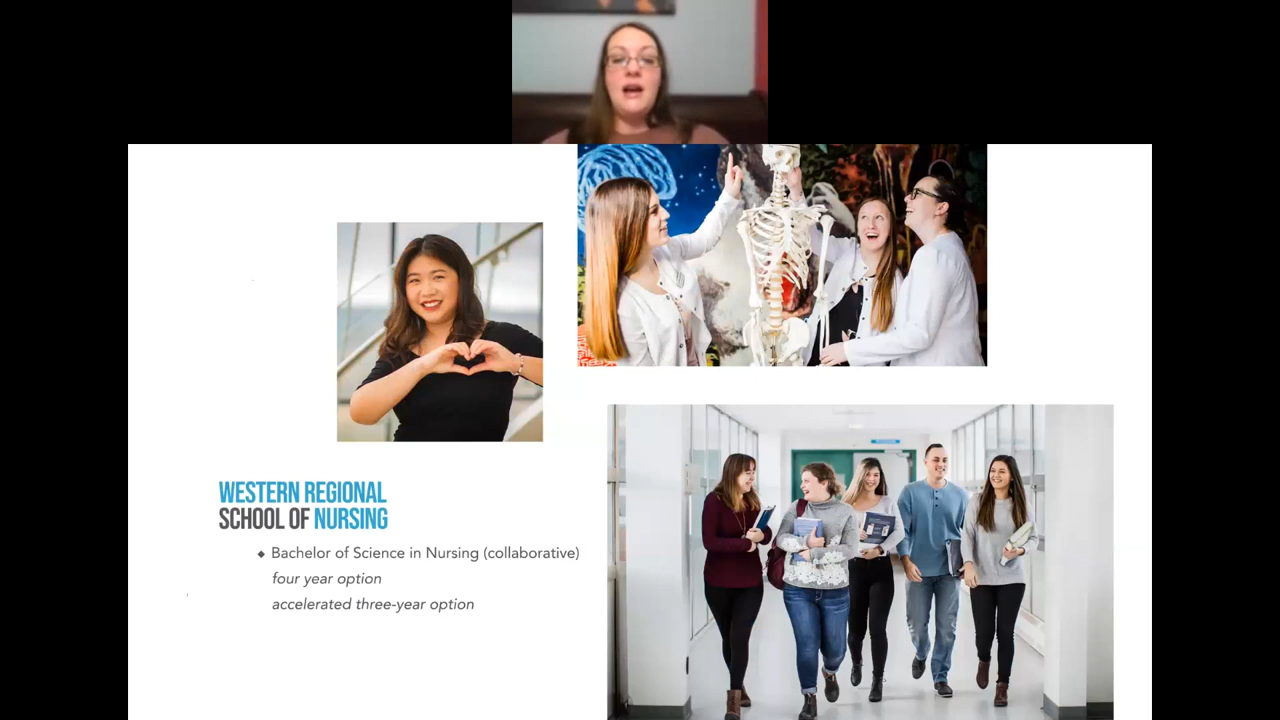 WESTERN REGIONAL
SCHOOL OF NURSING
◆ Bachelor of Science in Nursing (collaborative)
four year option
accelerated three-year option